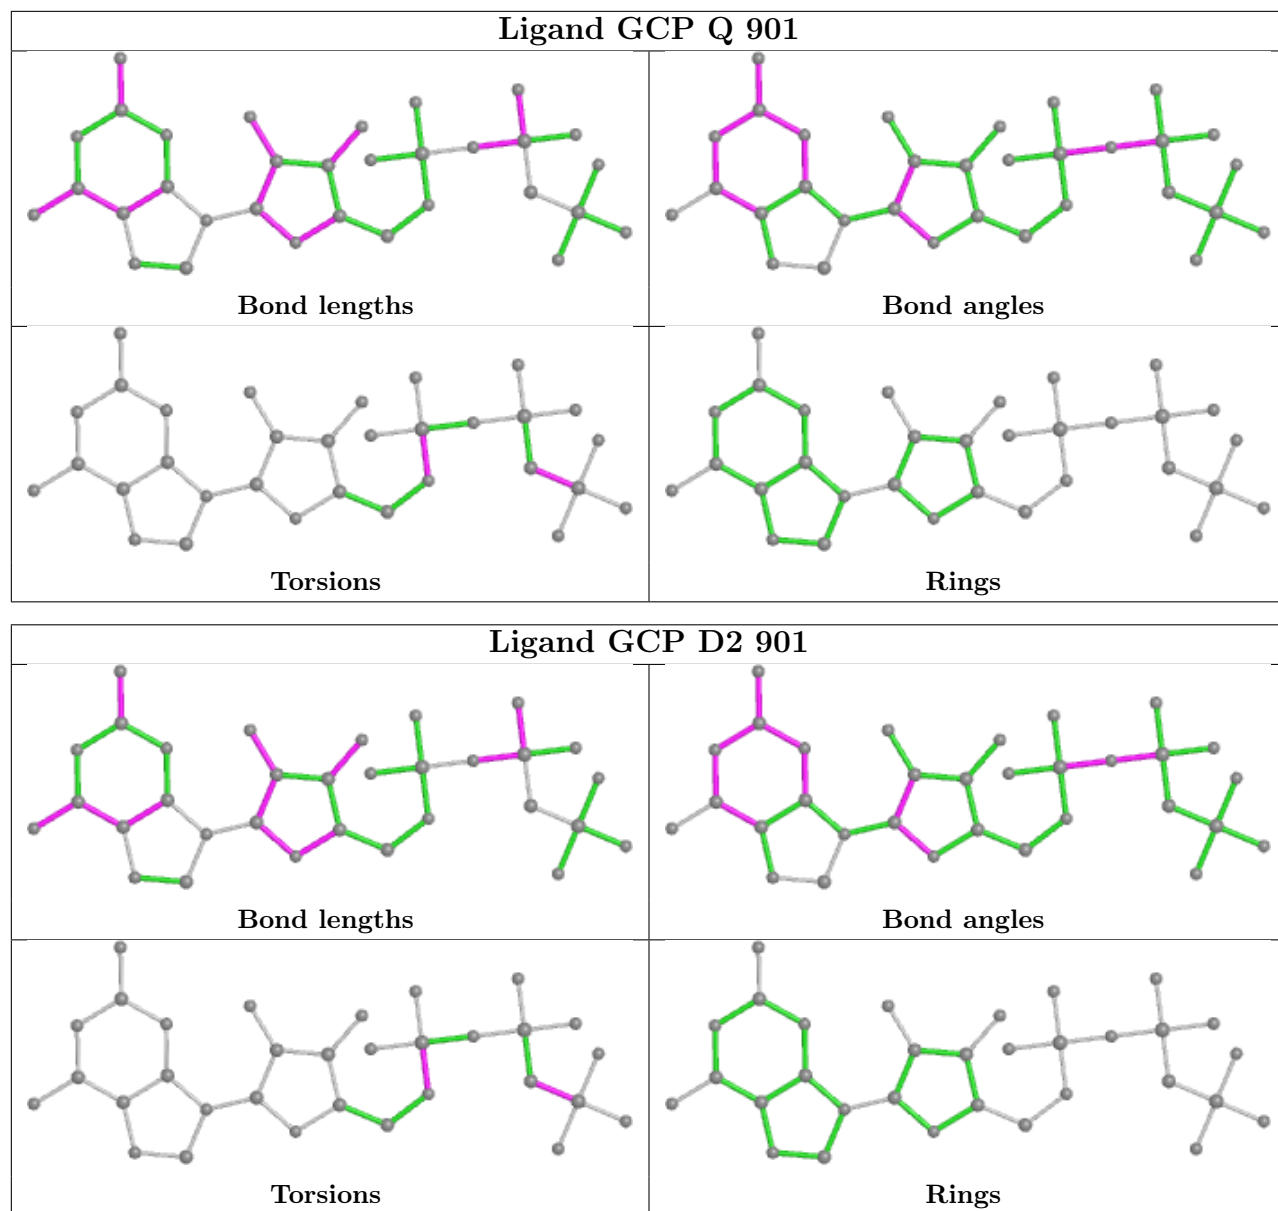 Ligand GCP Q 901
Bond lengths
Bond angles
Torsions
Rings
Ligand GCP D2 901
Bond lengths
Bond angles
Torsions
Rings